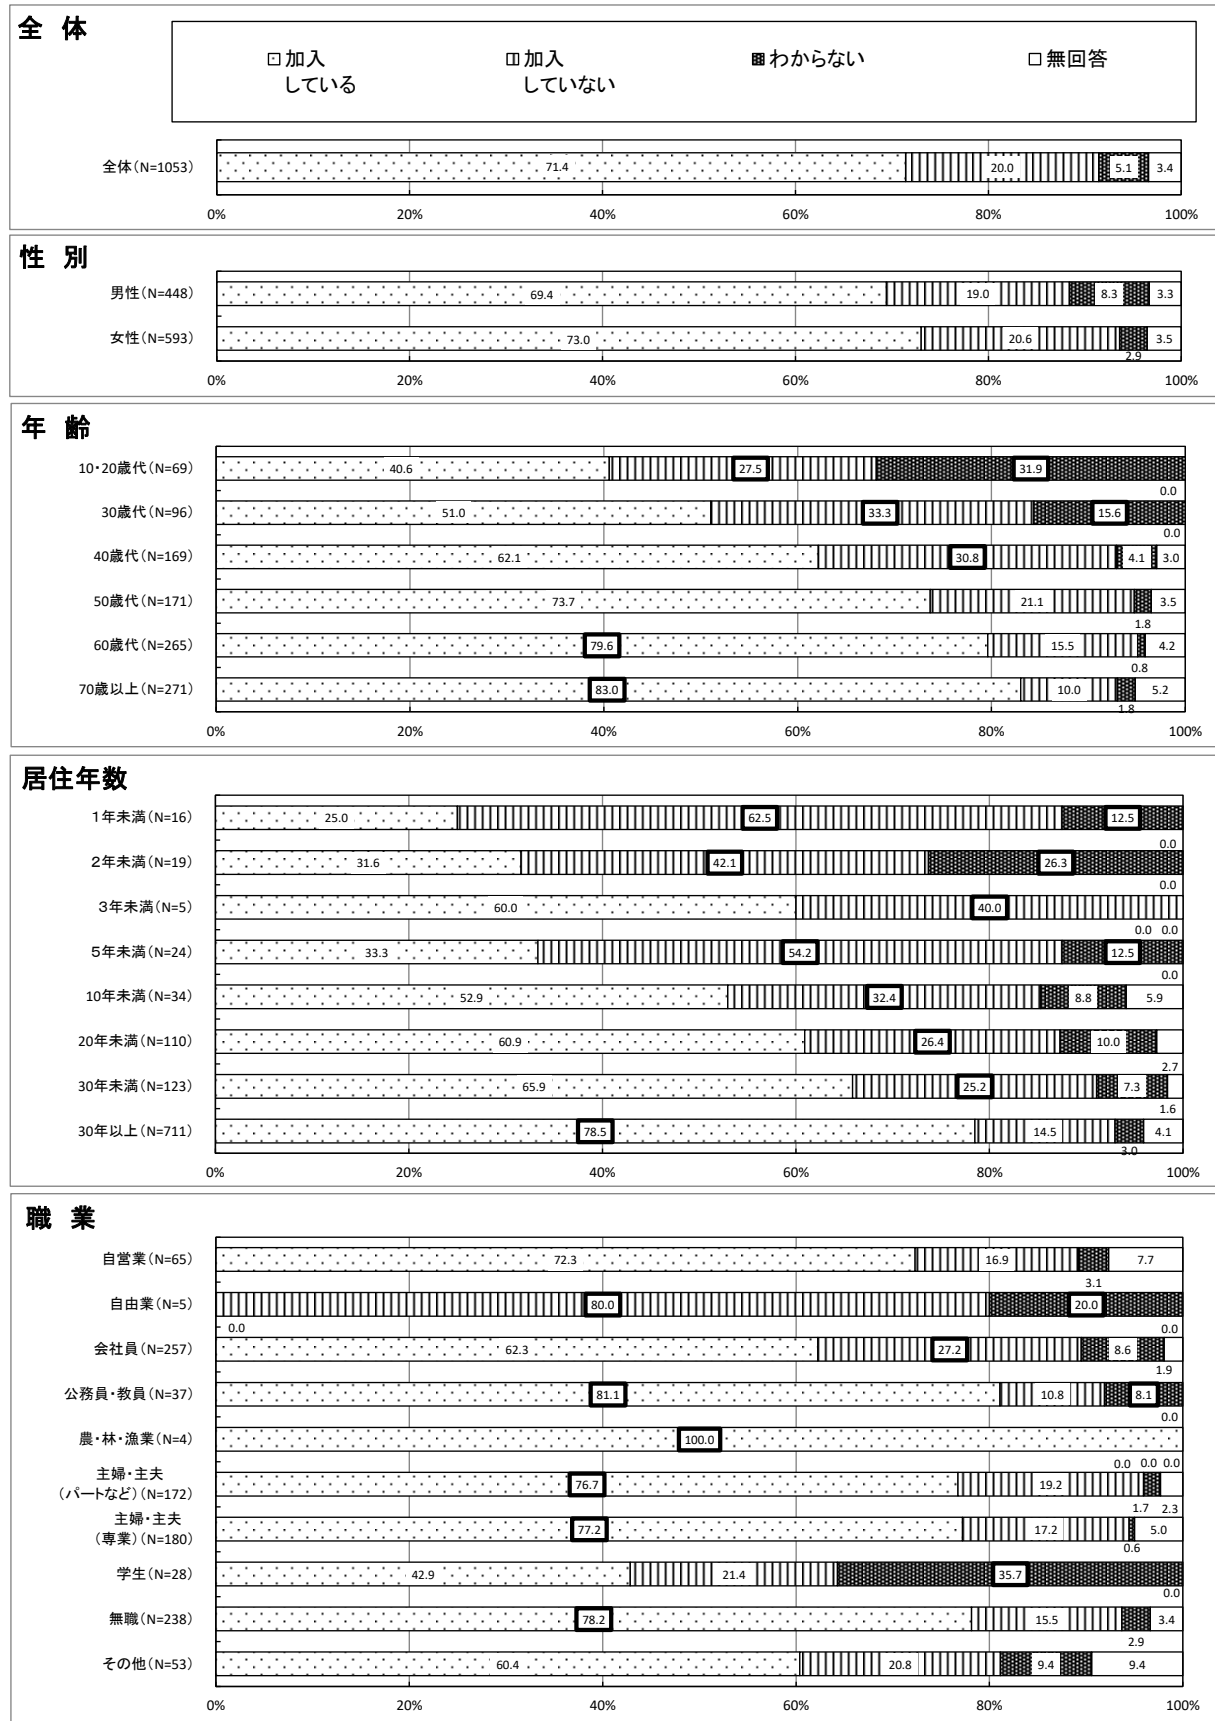 全 体
加入 加入 わからない 無回答
している していない
全体(N=1053) 71.4 20.0 5.1 3.4
0% 20% 40% 60% 80% 100%
性 別
男性(N=448) 69.4 19.0 8.3 3.3
女性(N=593) 73.0 20.6 3.5
2.9
0% 20% 40% 60% 80% 100%
年 齢
10・20歳代(N=69) 40.6 27.5 31.9
0.0
30歳代(N=96) 51.0 33.3 15.6
0.0
40歳代(N=169) 62.1 30.8 4.1 3.0
50歳代(N=171) 73.7 21.1 3.5
1.8
60歳代(N=265) 79.6 15.5 4.2
0.8
70歳以上(N=271) 83.0 10.0 5.2
1.8
0% 20% 40% 60% 80% 100%
居住年数
1年未満(N=16) 25.0 62.5 12.5
0.0
2年未満(N=19) 31.6 42.1 26.3
0.0
3年未満(N=5) 60.0 40.0
0.0 0.0
5年未満(N=24) 33.3 54.2 12.5
0.0
10年未満(N=34) 52.9 32.4 8.8 5.9
20年未満(N=110) 60.9 26.4 10.0
2.7
30年未満(N=123) 65.9 25.2 7.3
1.6
30年以上(N=711) 78.5 14.5 4.1
3.0
0% 20% 40% 60% 80% 100%
職 業
自営業(N=65) 72.3 16.9 7.7
3.1
自由業(N=5) 80.0 20.0
0.0 0.0
会社員(N=257) 62.3 27.2 8.6
1.9
公務員・教員(N=37) 81.1 10.8 8.1
0.0
農・林・漁業(N=4) 100.0
0.0 0.0 0.0
主婦・主夫
(パートなど)(N=172) 76.7 19.2
1.7 2.3
主婦・主夫
(専業)(N=180) 77.2 17.2 5.0
0.6
学生(N=28) 42.9 21.4 35.7
0.0
無職(N=238) 78.2 15.5 3.4
2.9
その他(N=53) 60.4 20.8 9.4 9.4
0% 20% 40% 60% 80% 100%